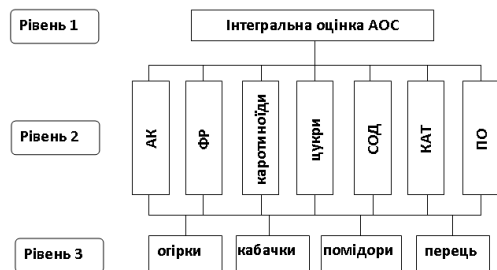 Рівень 1
Інтегральна оцінка АОС
Рівень 2
АК
ФР
каротиноїди
цукри
СОД
КАТ
ПО
Рівень 3
огірки
кабачки
помідори
перець